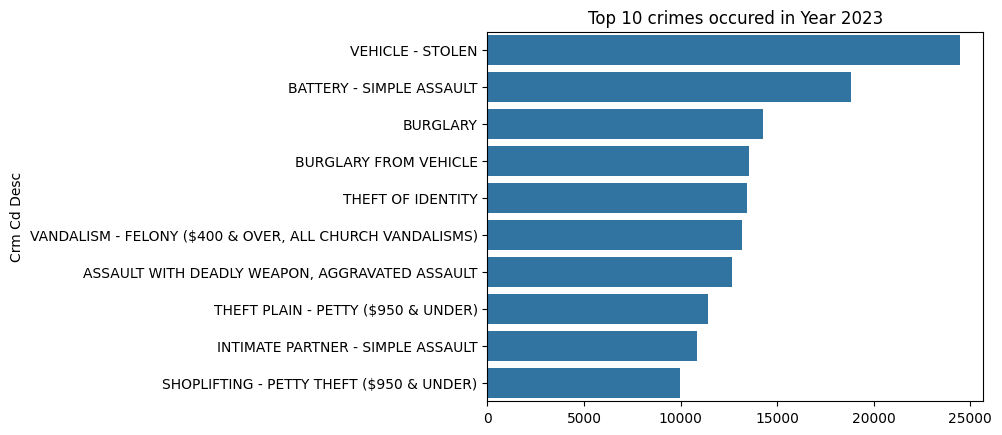 Top 10 crimes occured in Year 2023
VEHICLE - STOLEN
BATTERY - SIMPLE ASSAULT
BURGLARY
BURGLARY FROM VEHICLE
THEFT OF IDENTITY
VANDALISM - FELONY ($400 & OVER, ALL CHURCH VANDALISMS)
ASSAULT WITH DEADLY WEAPON, AGGRAVATED ASSAULT
THEFT PLAIN - PETTY ($950 & UNDER)
INTIMATE PARTNER - SIMPLE ASSAULT
SHOPLIFTING - PETTY THEFT ($950 & UNDER)
Crm Cd Desc
0 5000 10000 15000 20000 25000